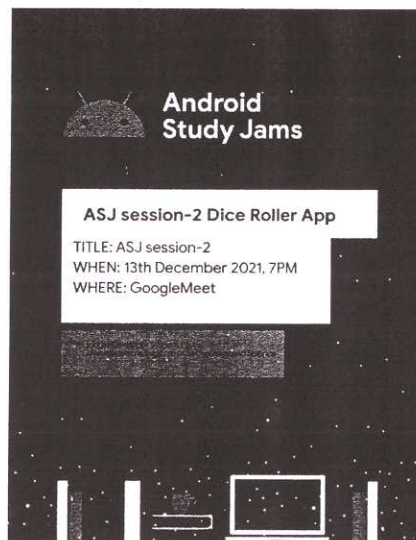 Android
Study Jams
ASJ session-2 Dice Roller App
TITLE: ASJ session-2
WHEN: 13th December 2021, 7PM
WHERE: GoogleMeet